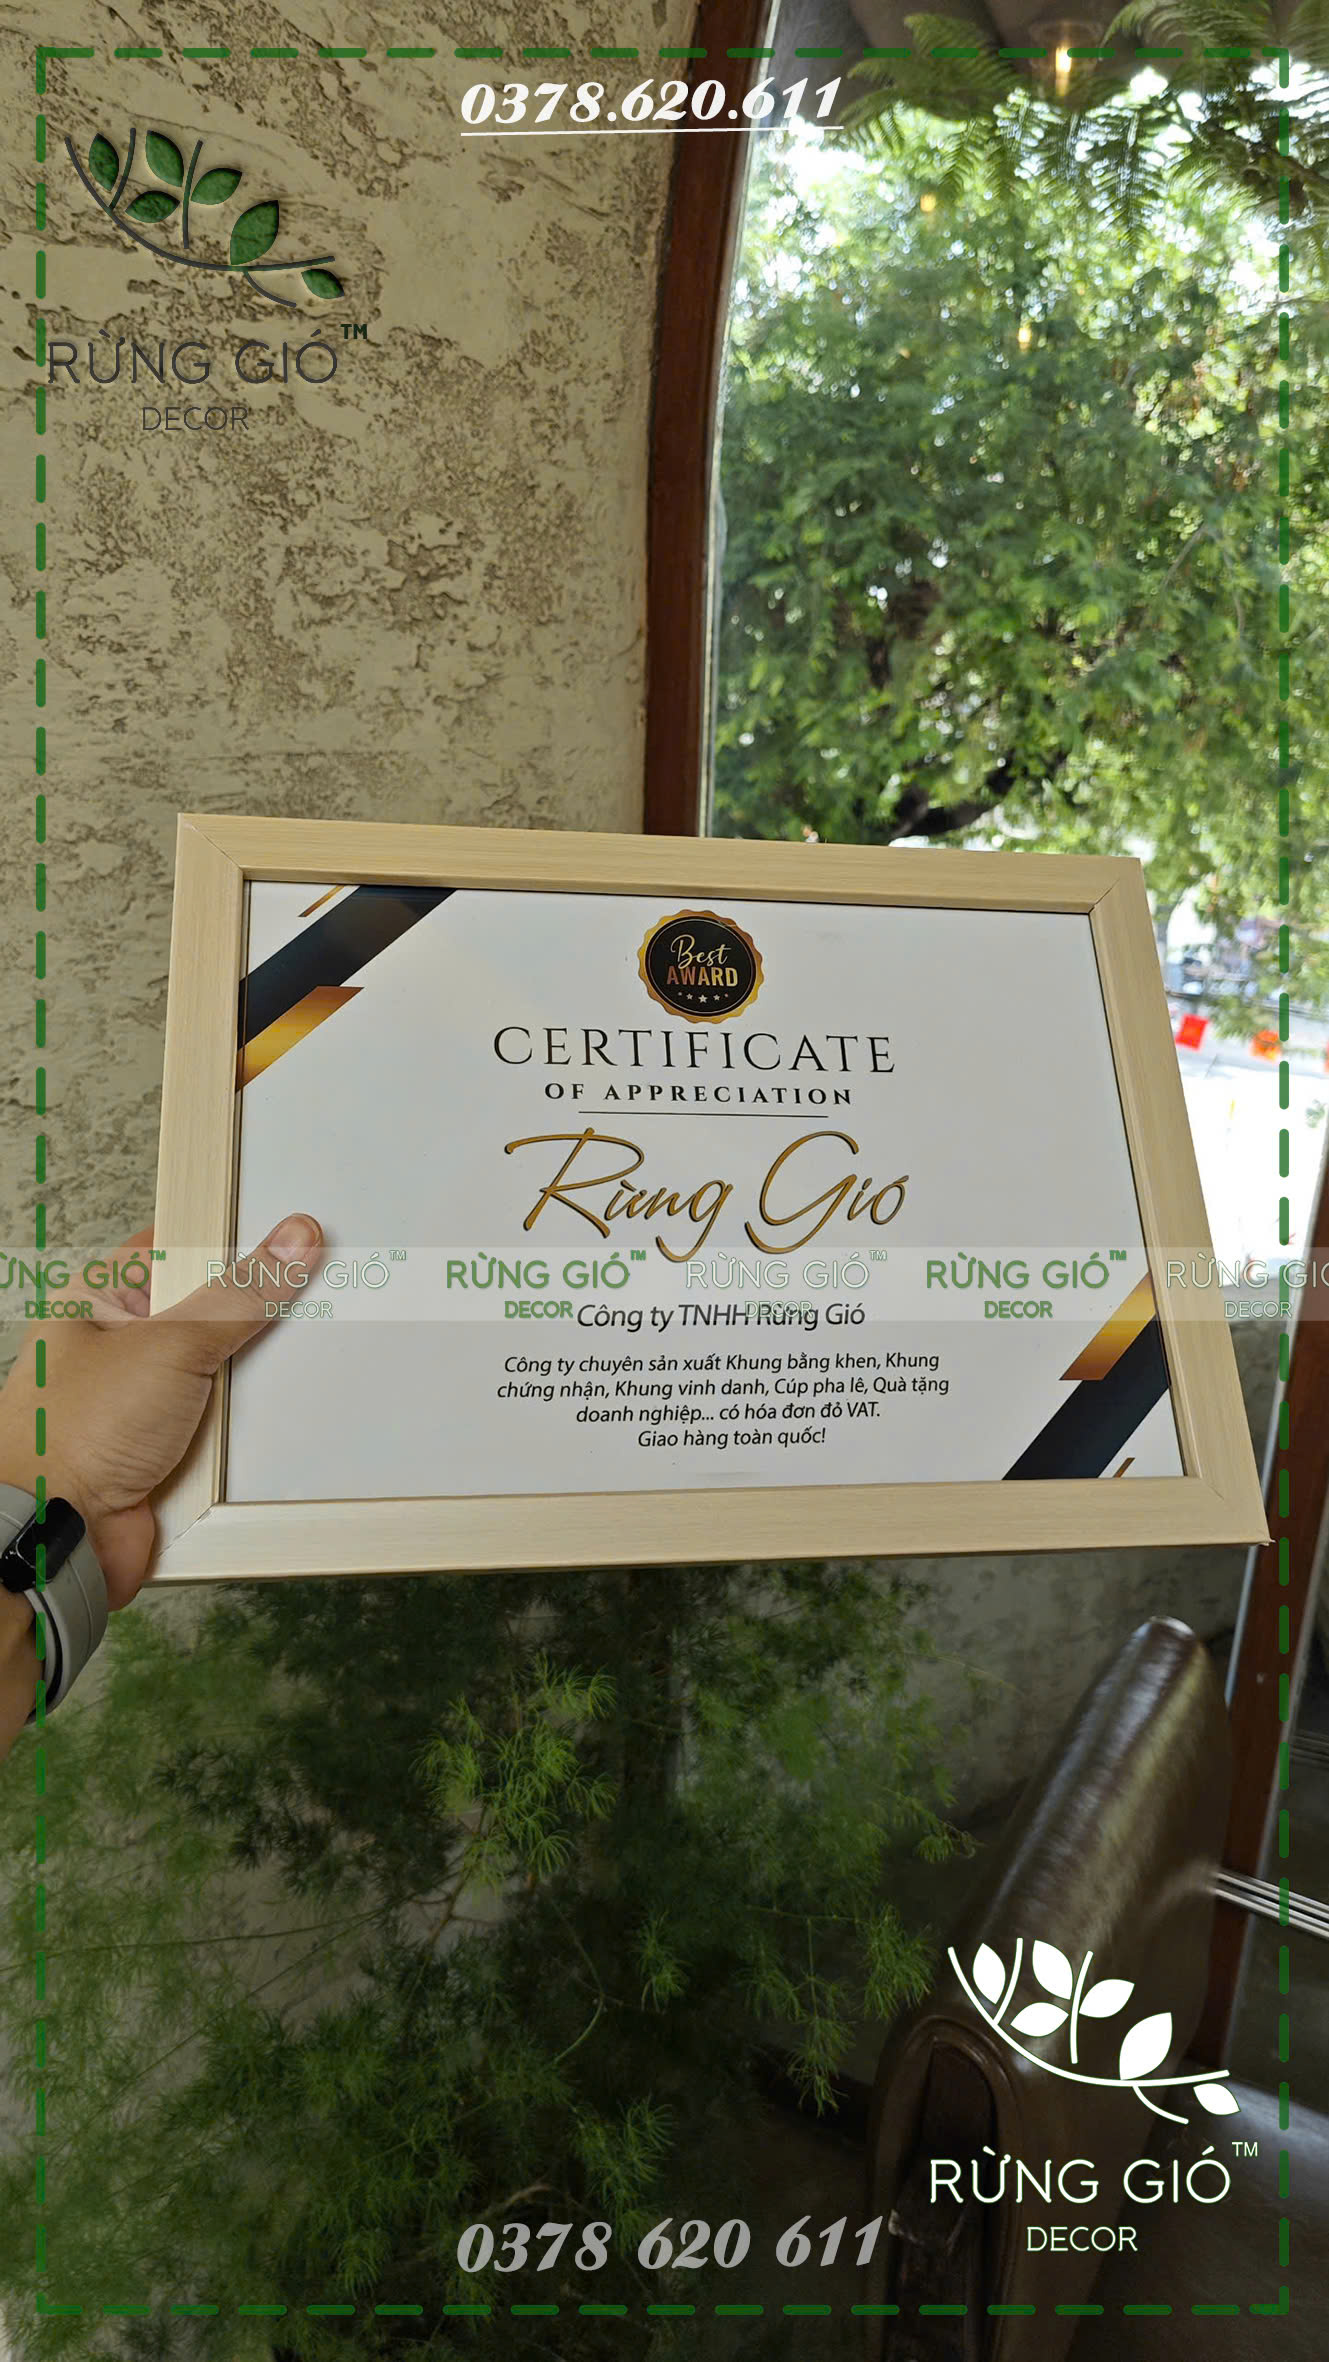 0378.620.611
RỪNG GIÓ™
DECOR
Best
AWARD
CERTIFICATE
OF APPRECIATION
Rừng Gió
RỪNG GIÓ™ RỪNG GIÓ™ RỪNG GIÓ™ RỪNG GIÓ™ RỪNG GIÓ™ RỪNG GIÓ
DECOR DECOR DECOR DECOR DECOR DECOR
Công ty TNHH Rừng Gió
Công ty chuyên sản xuất Khung bằng khen, Khung
chứng nhận, Khung vinh danh, Cúp pha lê, Quà tặng
doanh nghiệp... có hóa đơn đỏ VAT.
Giao hàng toàn quốc!
RỪNG GIÓ™
DECOR
0378 620 611